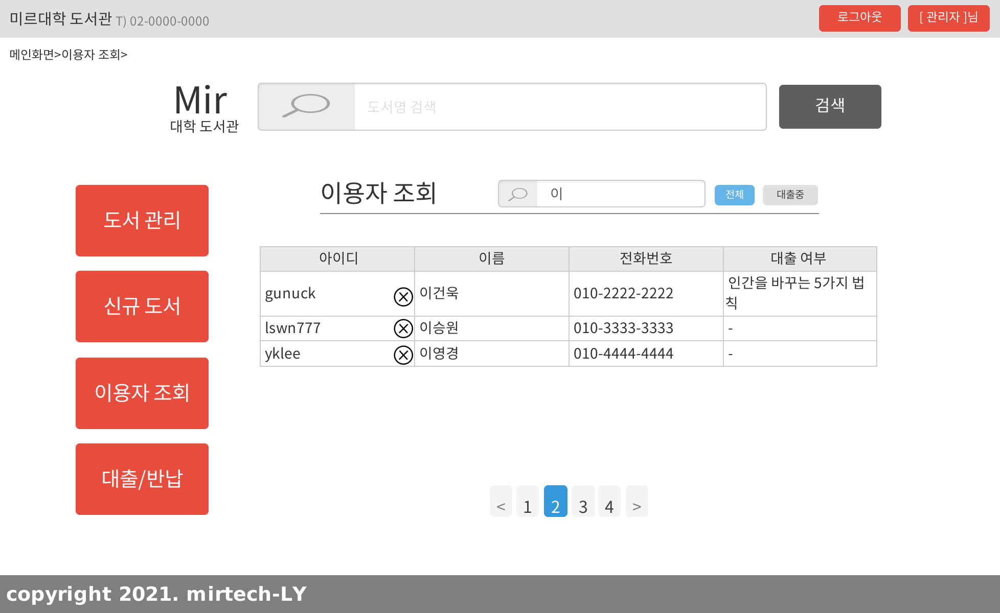 미르대학 도서관 T) 02-0000-0000
로그아웃
[ 관리자 ]님
메인화면>이용자 조회>
Mir
대학 도서관
도서명 검색
검색
도서 관리
신규 도서
이용자 조회
대출/반납
이용자 조회
이
전체
대출중
아이디 이름 전화번호 대출 여부
gunuck 이건욱 010-2222-2222 인간을 바꾸는 5가지 법
칙
lswn777 이승원 010-3333-3333 -
yklee 이영경 010-4444-4444 -
< 1 2 3 4 >
copyright 2021. mirtech-LY